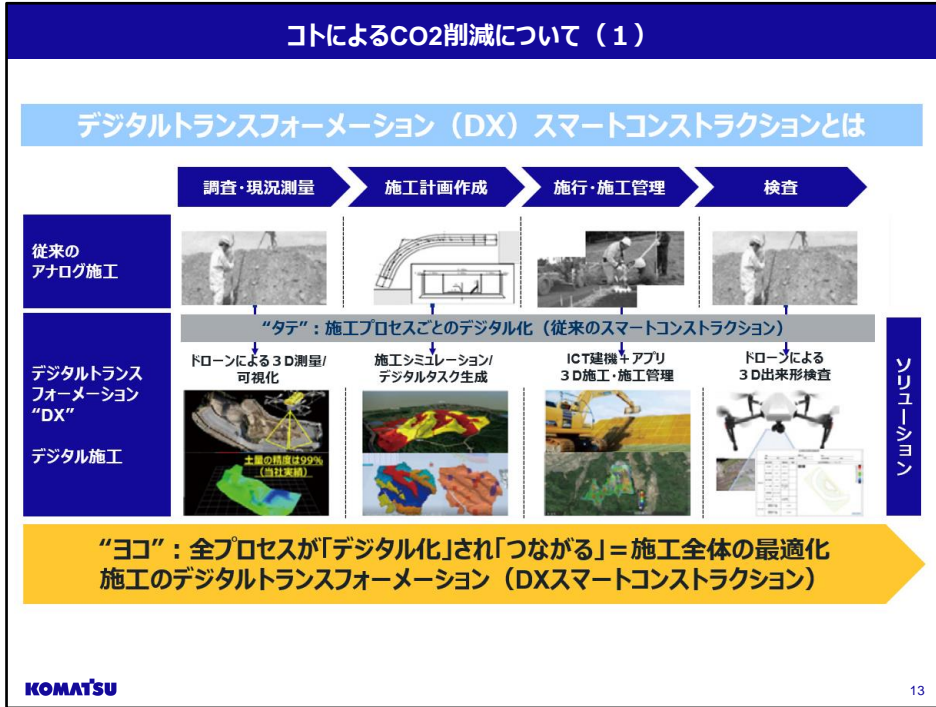 コトによるCO2削減について（１）
デジタルトランスフォーメーション（DX）スマートコンストラクションとは
調査･現況測量
施工計画作成
施行･施工管理
検査
従来の
アナログ施工
“タテ”：施工プロセスごとのデジタル化（従来のスマートコンストラクション）
デジタルトランス
フォーメーション
“DX”
デジタル施工
ドローンによる３D測量/
可視化
施工シミュレーション/
デジタルタスク生成
ICT建機＋アプリ
３D施工・施工管理
ドローンによる
３D出来形検査
土量の精度は99%
（当社実績）
ソリューション
“ヨコ”：全プロセスが｢デジタル化｣され｢つながる｣＝施工全体の最適化
施工のデジタルトランスフォーメーション（DXスマートコンストラクション）
KOMATSU
13